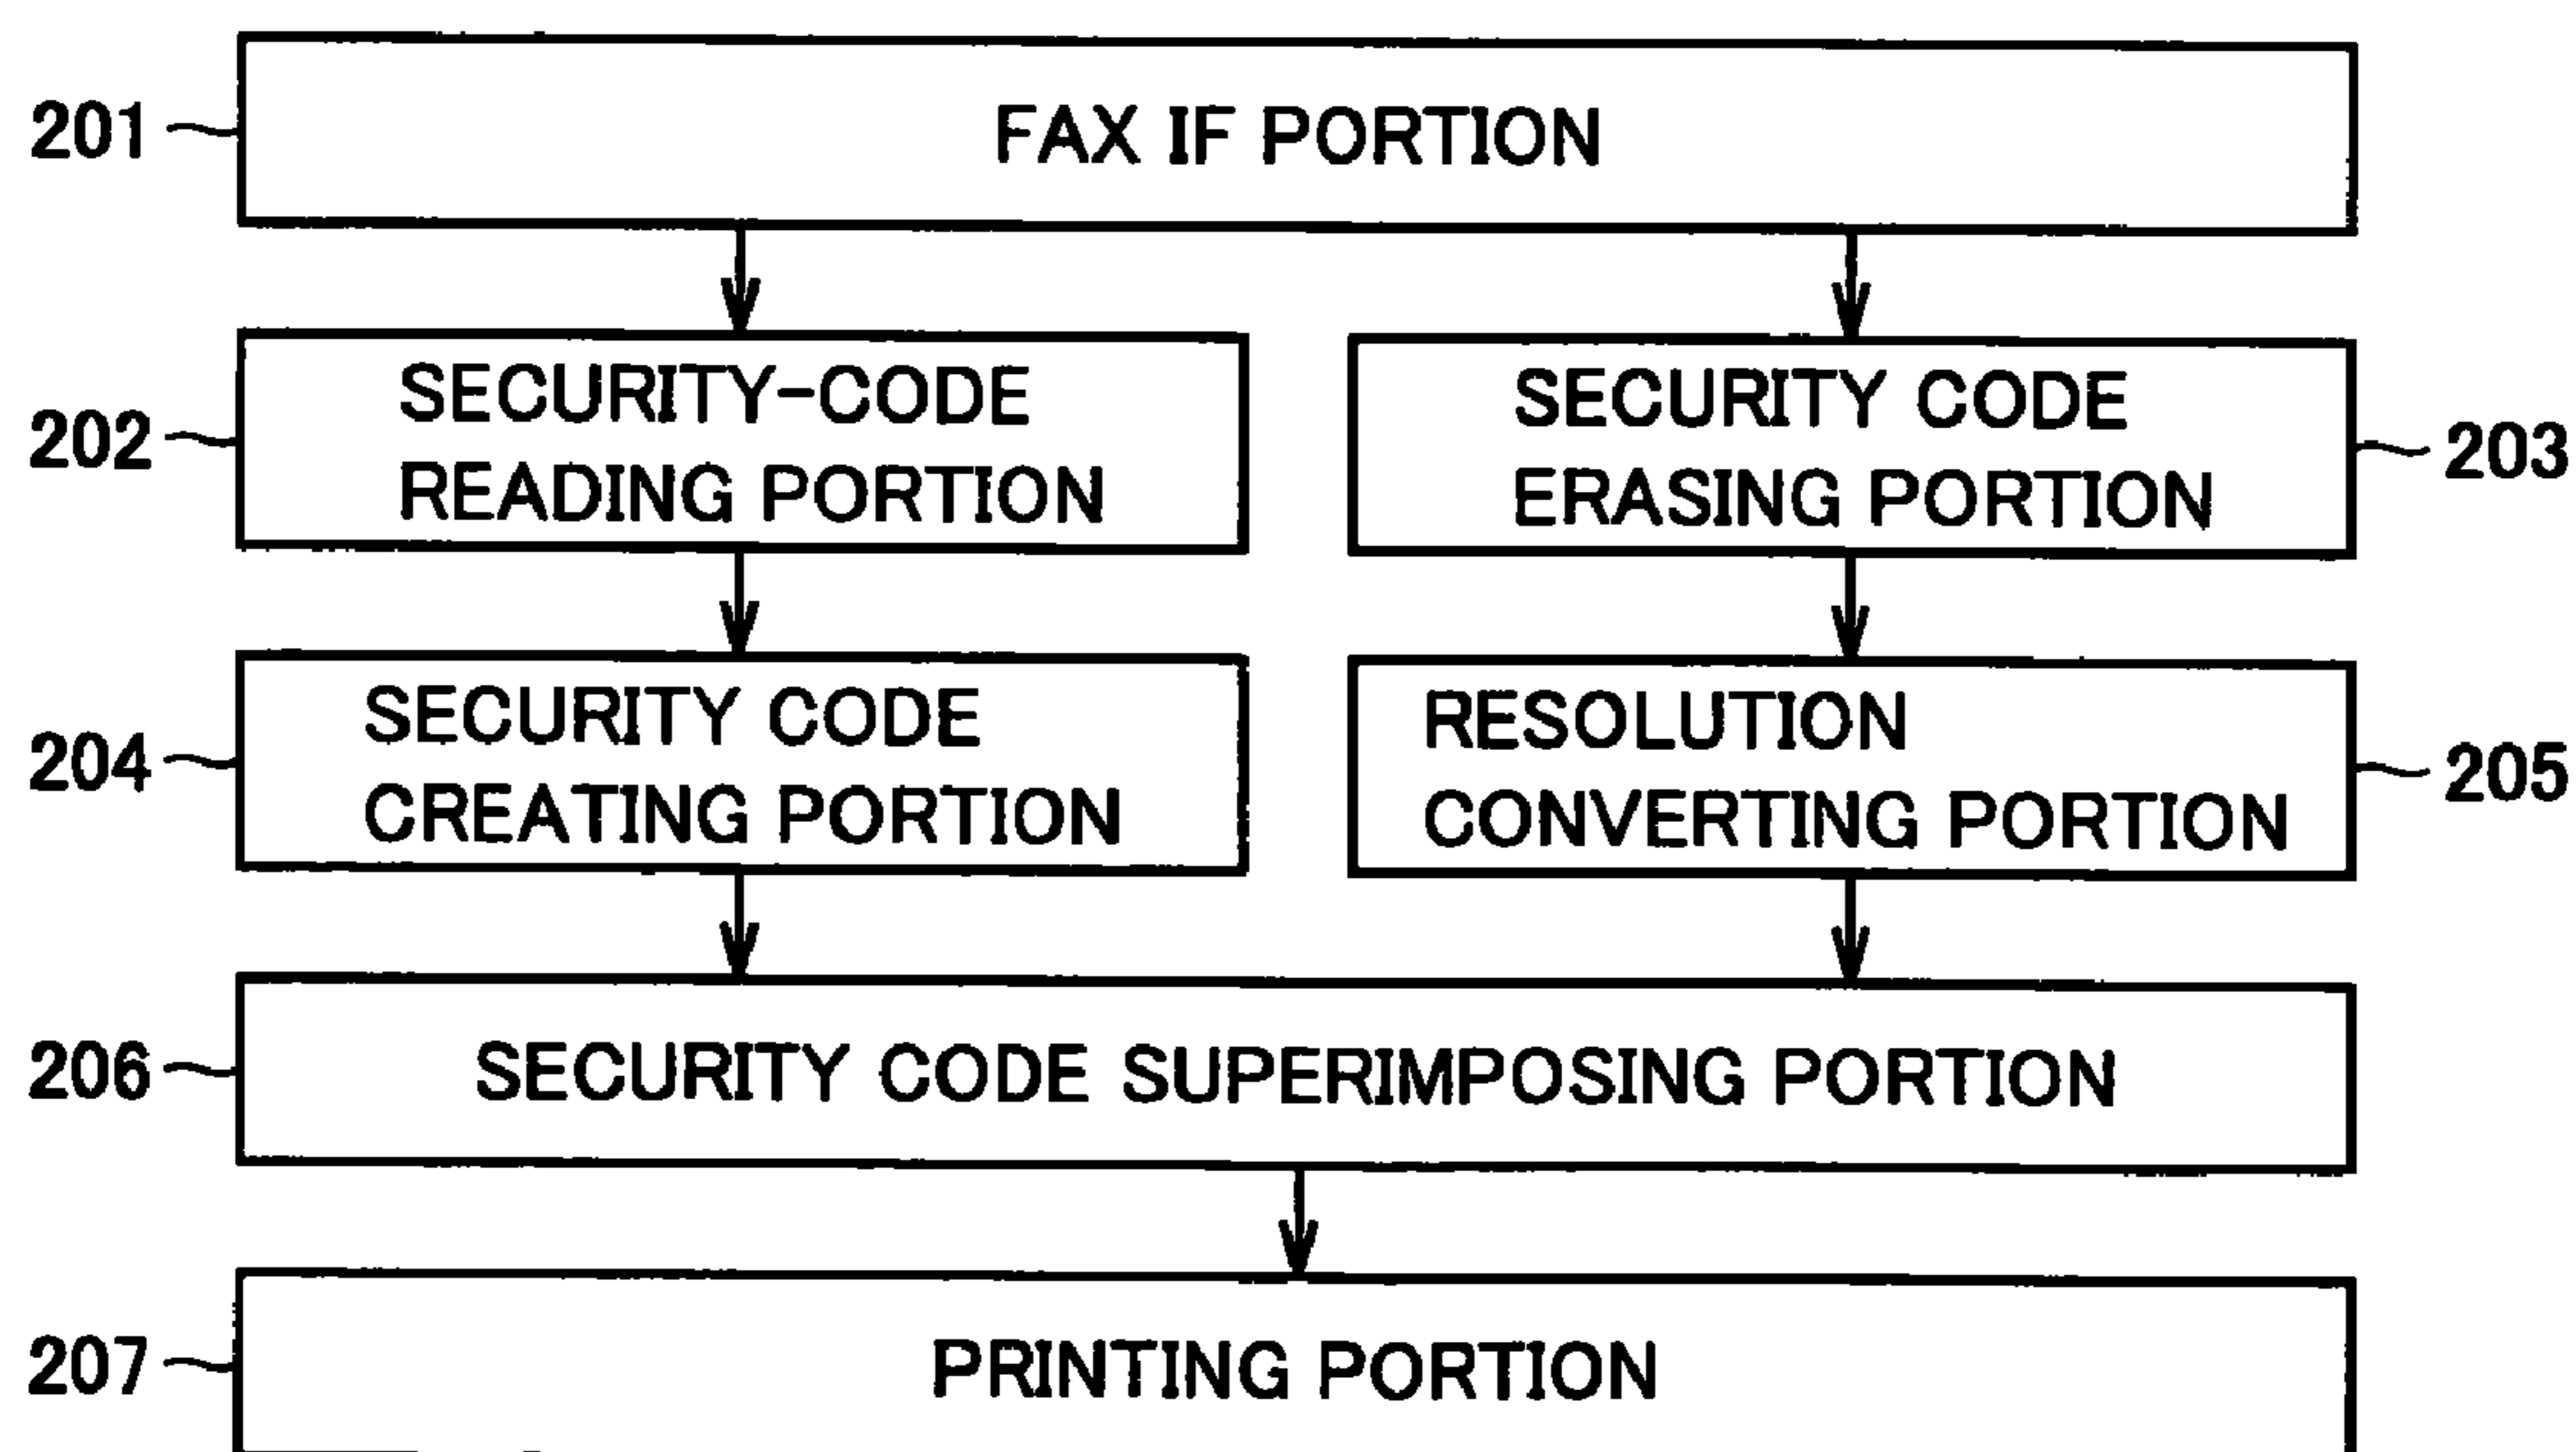 201
FAX IF PORTION
202
SECURITY-CODE
READING PORTION
SECURITY CODE
ERASING PORTION
203
204
SECURITY CODE
CREATING PORTION
RESOLUTION
CONVERTING PORTION
205
206
SECURITY CODE SUPERIMPOSING PORTION
207
PRINTING PORTION